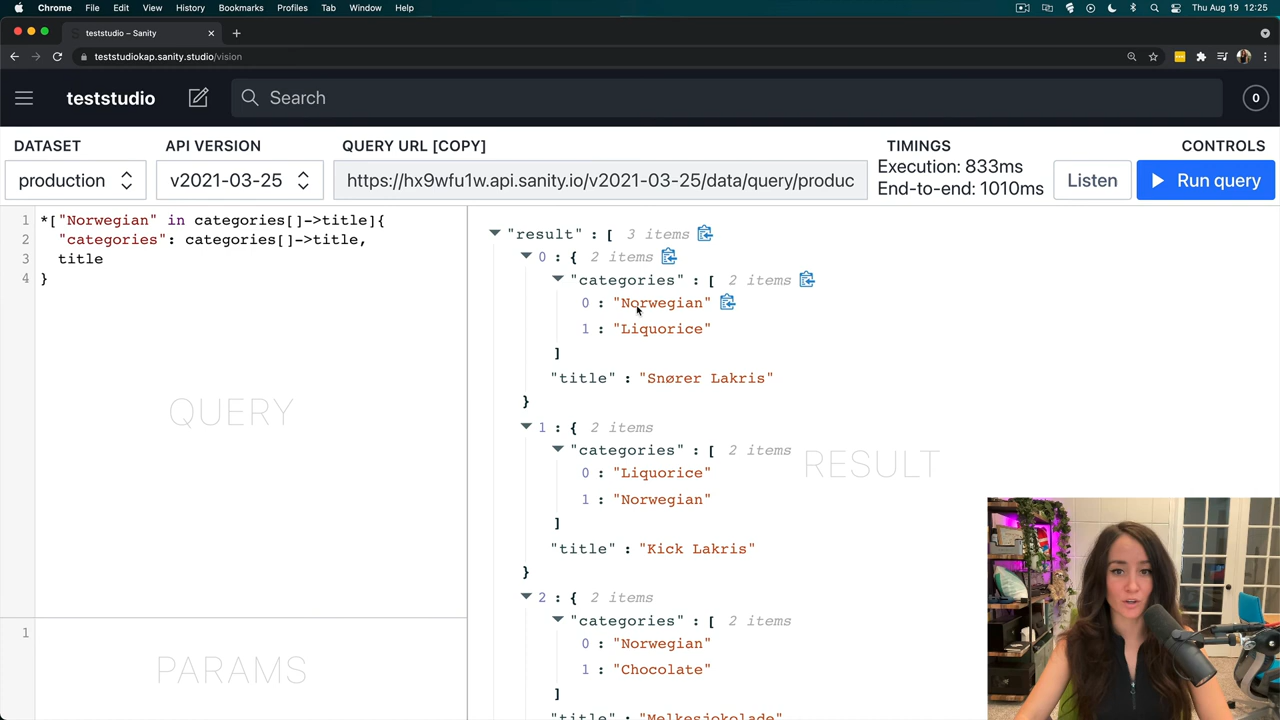 Chrome File Edit View History Bookmarks Profiles Tab Window Help Thu Aug 19 12:25
teststudio – Sanity
teststudiokap.sanity.studio/vision
teststudio Search 0
DATASET API VERSION QUERY URL [COPY] TIMINGS CONTROLS
production v2021-03-25 https://hx9wfu1w.api.sanity.io/v2021-03-25/data/query/produc Execution: 833ms Listen Run query
End-to-end: 1010ms
1 *["Norwegian" in categories[]->title]{
2 "categories": categories[]->title,
3 title
4 }
QUERY
1
PARAMS
"result" : [ 3 items
0 : { 2 items
"categories" : [ 2 items
0 : "Norwegian"
1 : "Liquorice"
]
"title" : "Snører Lakris"
}
1 : { 2 items
"categories" : [ 2 items
0 : "Liquorice"
1 : "Norwegian"
]
"title" : "Kick Lakris"
}
2 : { 2 items
"categories" : [ 2 items
0 : "Norwegian"
1 : "Chocolate"
]
"title" : "Melkesjokolade"
RESULT